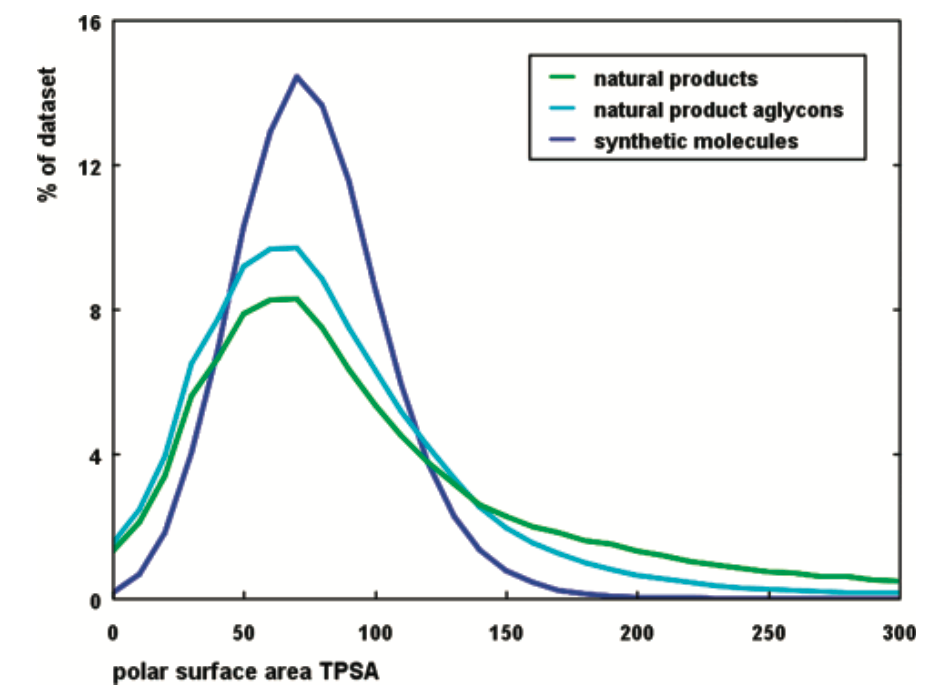 16
% of dataset
natural products
natural product aglycons
synthetic molecules
12
8
4
0
0 50 100 150 200 250 300
polar surface area TPSA